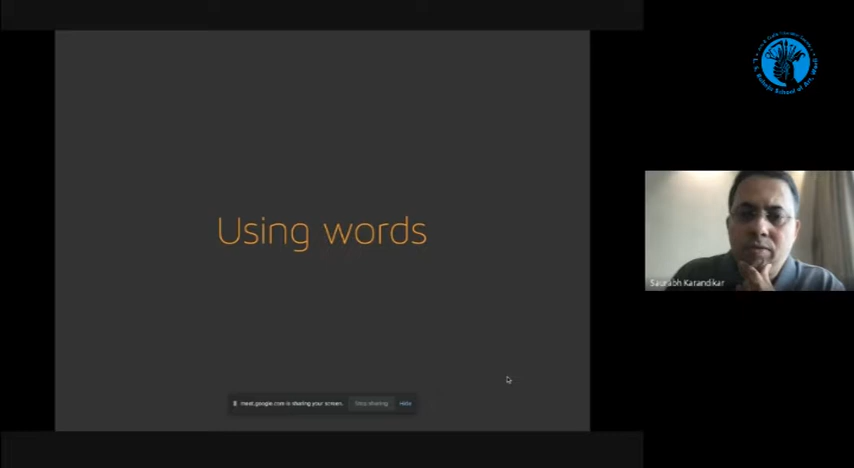 Using words
Saurabh Karandikar
meet.google.com is sharing your screen.
Stop sharing
Hide